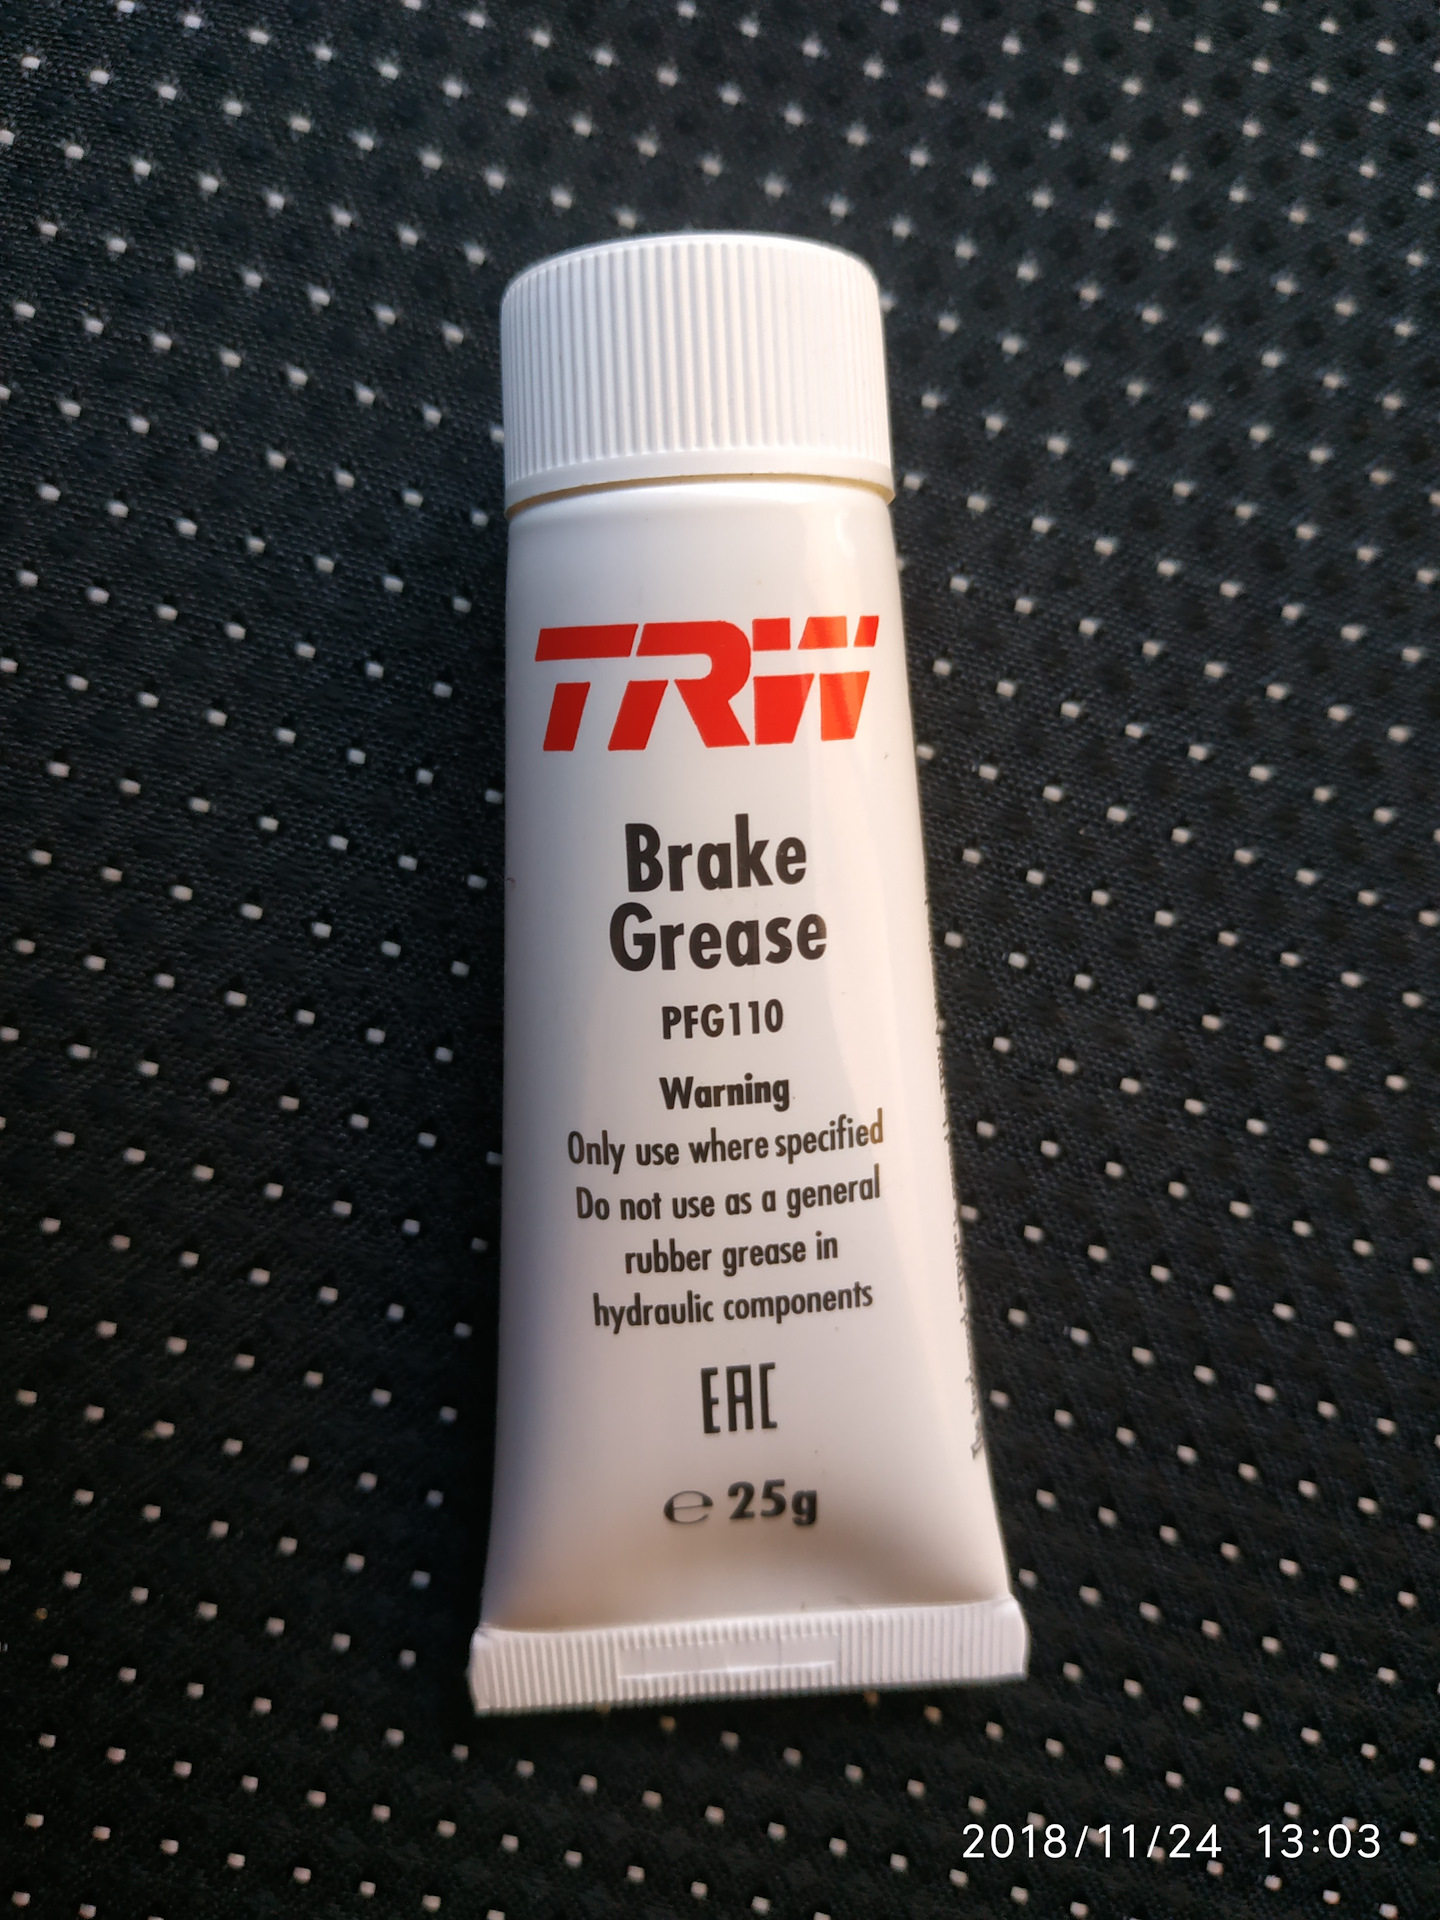 TRW
Brake
Grease
PFG110
Warning
Only use where specified
Do not use as a general
rubber grease in
hydraulic components
EAC
℮ 25g
2018/11/24 13:03